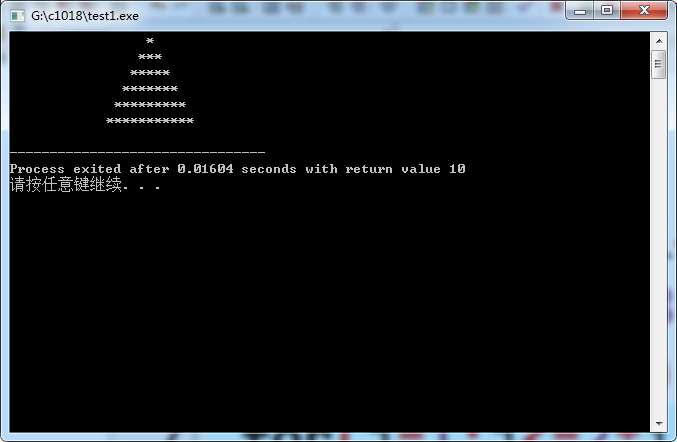 G:\c1018\test1.exe
                 *
                ***
               *****
              *******
             *********
            ***********
--------------------------------
Process exited after 0.01604 seconds with return value 10
请按任意键继续. . .